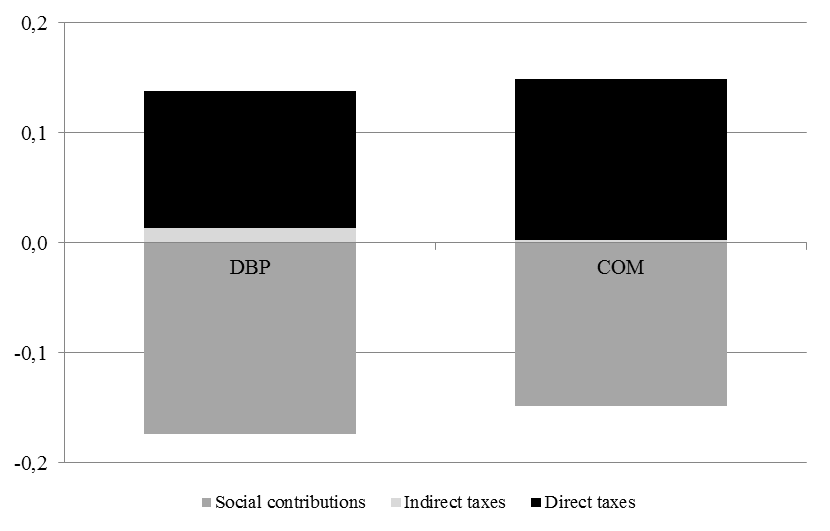 0,2
0,1
0,0
DBP COM
-0,1
-0,2
Social contributions Indirect taxes Direct taxes